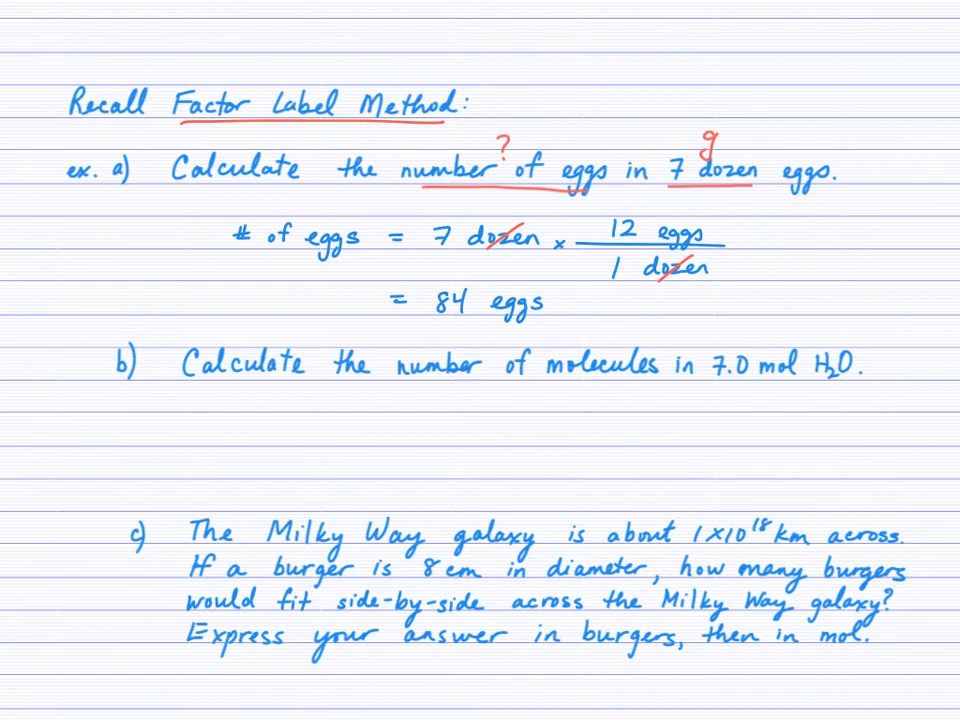 Recall Factor Label Method:
? g
ex. a) Calculate the number of eggs in 7 dozen eggs.
# of eggs = 7 dozen × 12 eggs
1 dozen
= 84 eggs
b) Calculate the number of molecules in 7.0 mol H₂O.
c) The Milky Way galaxy is about 1×10¹⁸ km across.
If a burger is 8 cm in diameter, how many burgers
would fit side-by-side across the Milky Way galaxy?
Express your answer in burgers, then in mol.